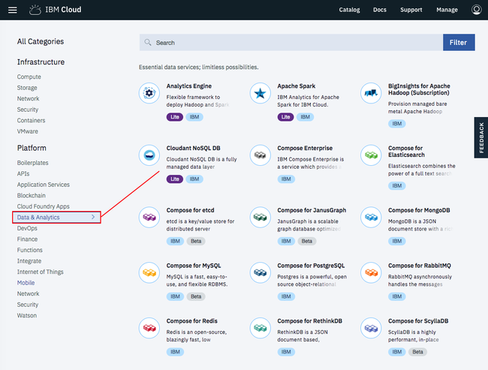 IBM Cloud
Catalog Docs Support Manage
All Categories
Infrastructure
Compute
Storage
Network
Security
Containers
VMware
Platform
Boilerplates
APIs
Application Services
Blockchain
Cloud Foundry Apps
Data & Analytics
DevOps
Finance
Functions
Integrate
Internet of Things
Mobile
Network
Security
Watson
Search
Filter
Essential data services; limitless possibilities.
Analytics Engine
Flexible framework to
deploy Hadoop and Spark
Lite IBM
Apache Spark
IBM Analytics for Apache
Spark for IBM Cloud.
Lite IBM
BigInsights for Apache
Hadoop (Subscription)
Provision managed bare
metal Apache Hadoop
IBM
Cloudant NoSQL DB
Cloudant NoSQL DB is a fully
managed data layer
Lite IBM
Compose Enterprise
IBM Compose Enterprise is
a service which provides
IBM
Compose for
Elasticsearch
Elasticsearch combines the
power of a full text search
IBM
Compose for etcd
etcd is a key/value store for
distributed server
IBM Beta
Compose for JanusGraph
JanusGraph is a scalable
graph database optimized
IBM Beta
Compose for MongoDB
MongoDB is a JSON
document store with a
IBM
Compose for MySQL
MySQL is a fast, easy-to-
use, and flexible RDBMS.
IBM Beta
Compose for PostgreSQL
Postgres is a powerful, open
source object-relational
IBM
Compose for RabbitMQ
RabbitMQ asynchronously
handles the messages
IBM
Compose for Redis
Redis is an open-source,
blazingly fast, low
IBM
Compose for RethinkDB
RethinkDB is a JSON
document based,
IBM
Compose for ScyllaDB
ScyllaDB is a highly
performant, in-place
IBM Beta
FEEDBACK